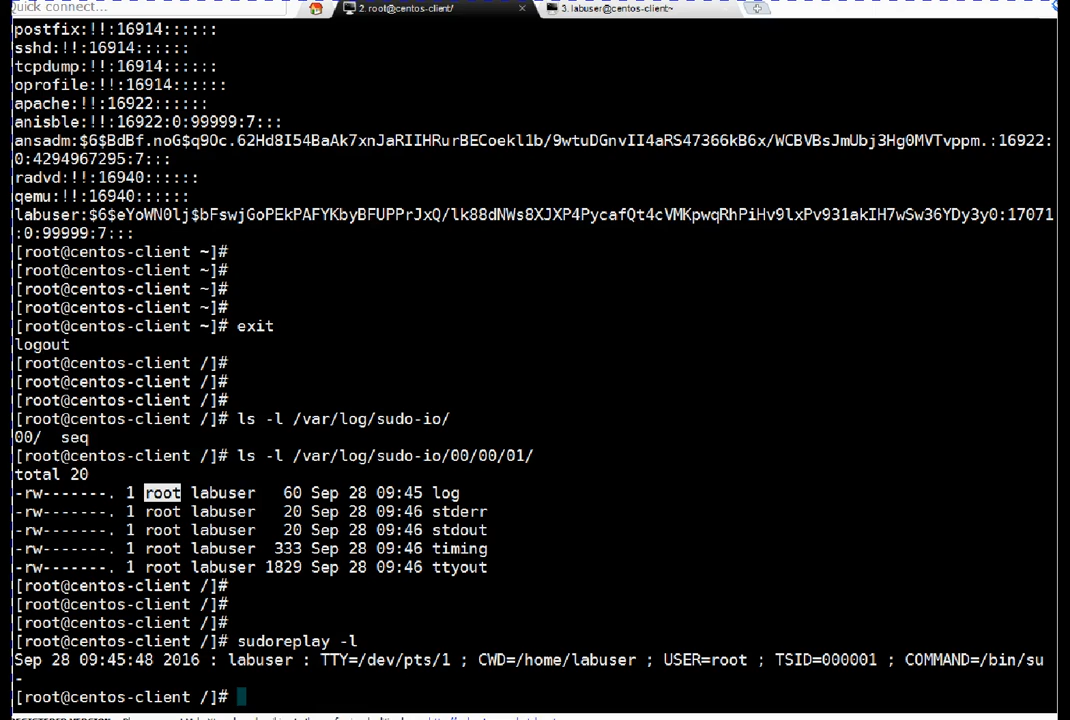 Quick connect...
2. root@centos-client:/
3. labuser@centos-client:~
postfix:!!:16914::::::
sshd:!!:16914::::::
tcpdump:!!:16914::::::
oprofile:!!:16914::::::
apache:!!:16922::::::
anisble:!!:16922:0:99999:7:::
ansadm:$6$BdBf.noG$q9Oc.62Hd8I54BaAk7xnJaRIIHRurBECoekl1b/9wtuDGnvII4aRS47366kB6x/WCBVBsJmUbj3Hg0MVTvppm.:16922:
0:4294967295:7:::
radvd:!!:16940::::::
qemu:!!:16940::::::
labuser:$6$eYoWN0lj$bFswjGoPEkPAFYKbyBFUPPrJxQ/lk88dNWs8XJXP4PycafQt4cVMKpwqRhPiHv9lxPv931akIH7wSw36YDy3y0:17071
:0:99999:7:::
[root@centos-client ~]#
[root@centos-client ~]#
[root@centos-client ~]#
[root@centos-client ~]#
[root@centos-client ~]# exit
logout
[root@centos-client /]#
[root@centos-client /]#
[root@centos-client /]#
[root@centos-client /]# ls -l /var/log/sudo-io/
00/  seq
[root@centos-client /]# ls -l /var/log/sudo-io/00/00/01/
total 20
-rw-------. 1 root labuser   60 Sep 28 09:45 log
-rw-------. 1 root labuser   20 Sep 28 09:46 stderr
-rw-------. 1 root labuser   20 Sep 28 09:46 stdout
-rw-------. 1 root labuser  333 Sep 28 09:46 timing
-rw-------. 1 root labuser 1829 Sep 28 09:46 ttyout
[root@centos-client /]#
[root@centos-client /]#
[root@centos-client /]#
[root@centos-client /]# sudoreplay -l
Sep 28 09:45:48 2016 : labuser : TTY=/dev/pts/1 ; CWD=/home/labuser ; USER=root ; TSID=000001 ; COMMAND=/bin/su
-
[root@centos-client /]#